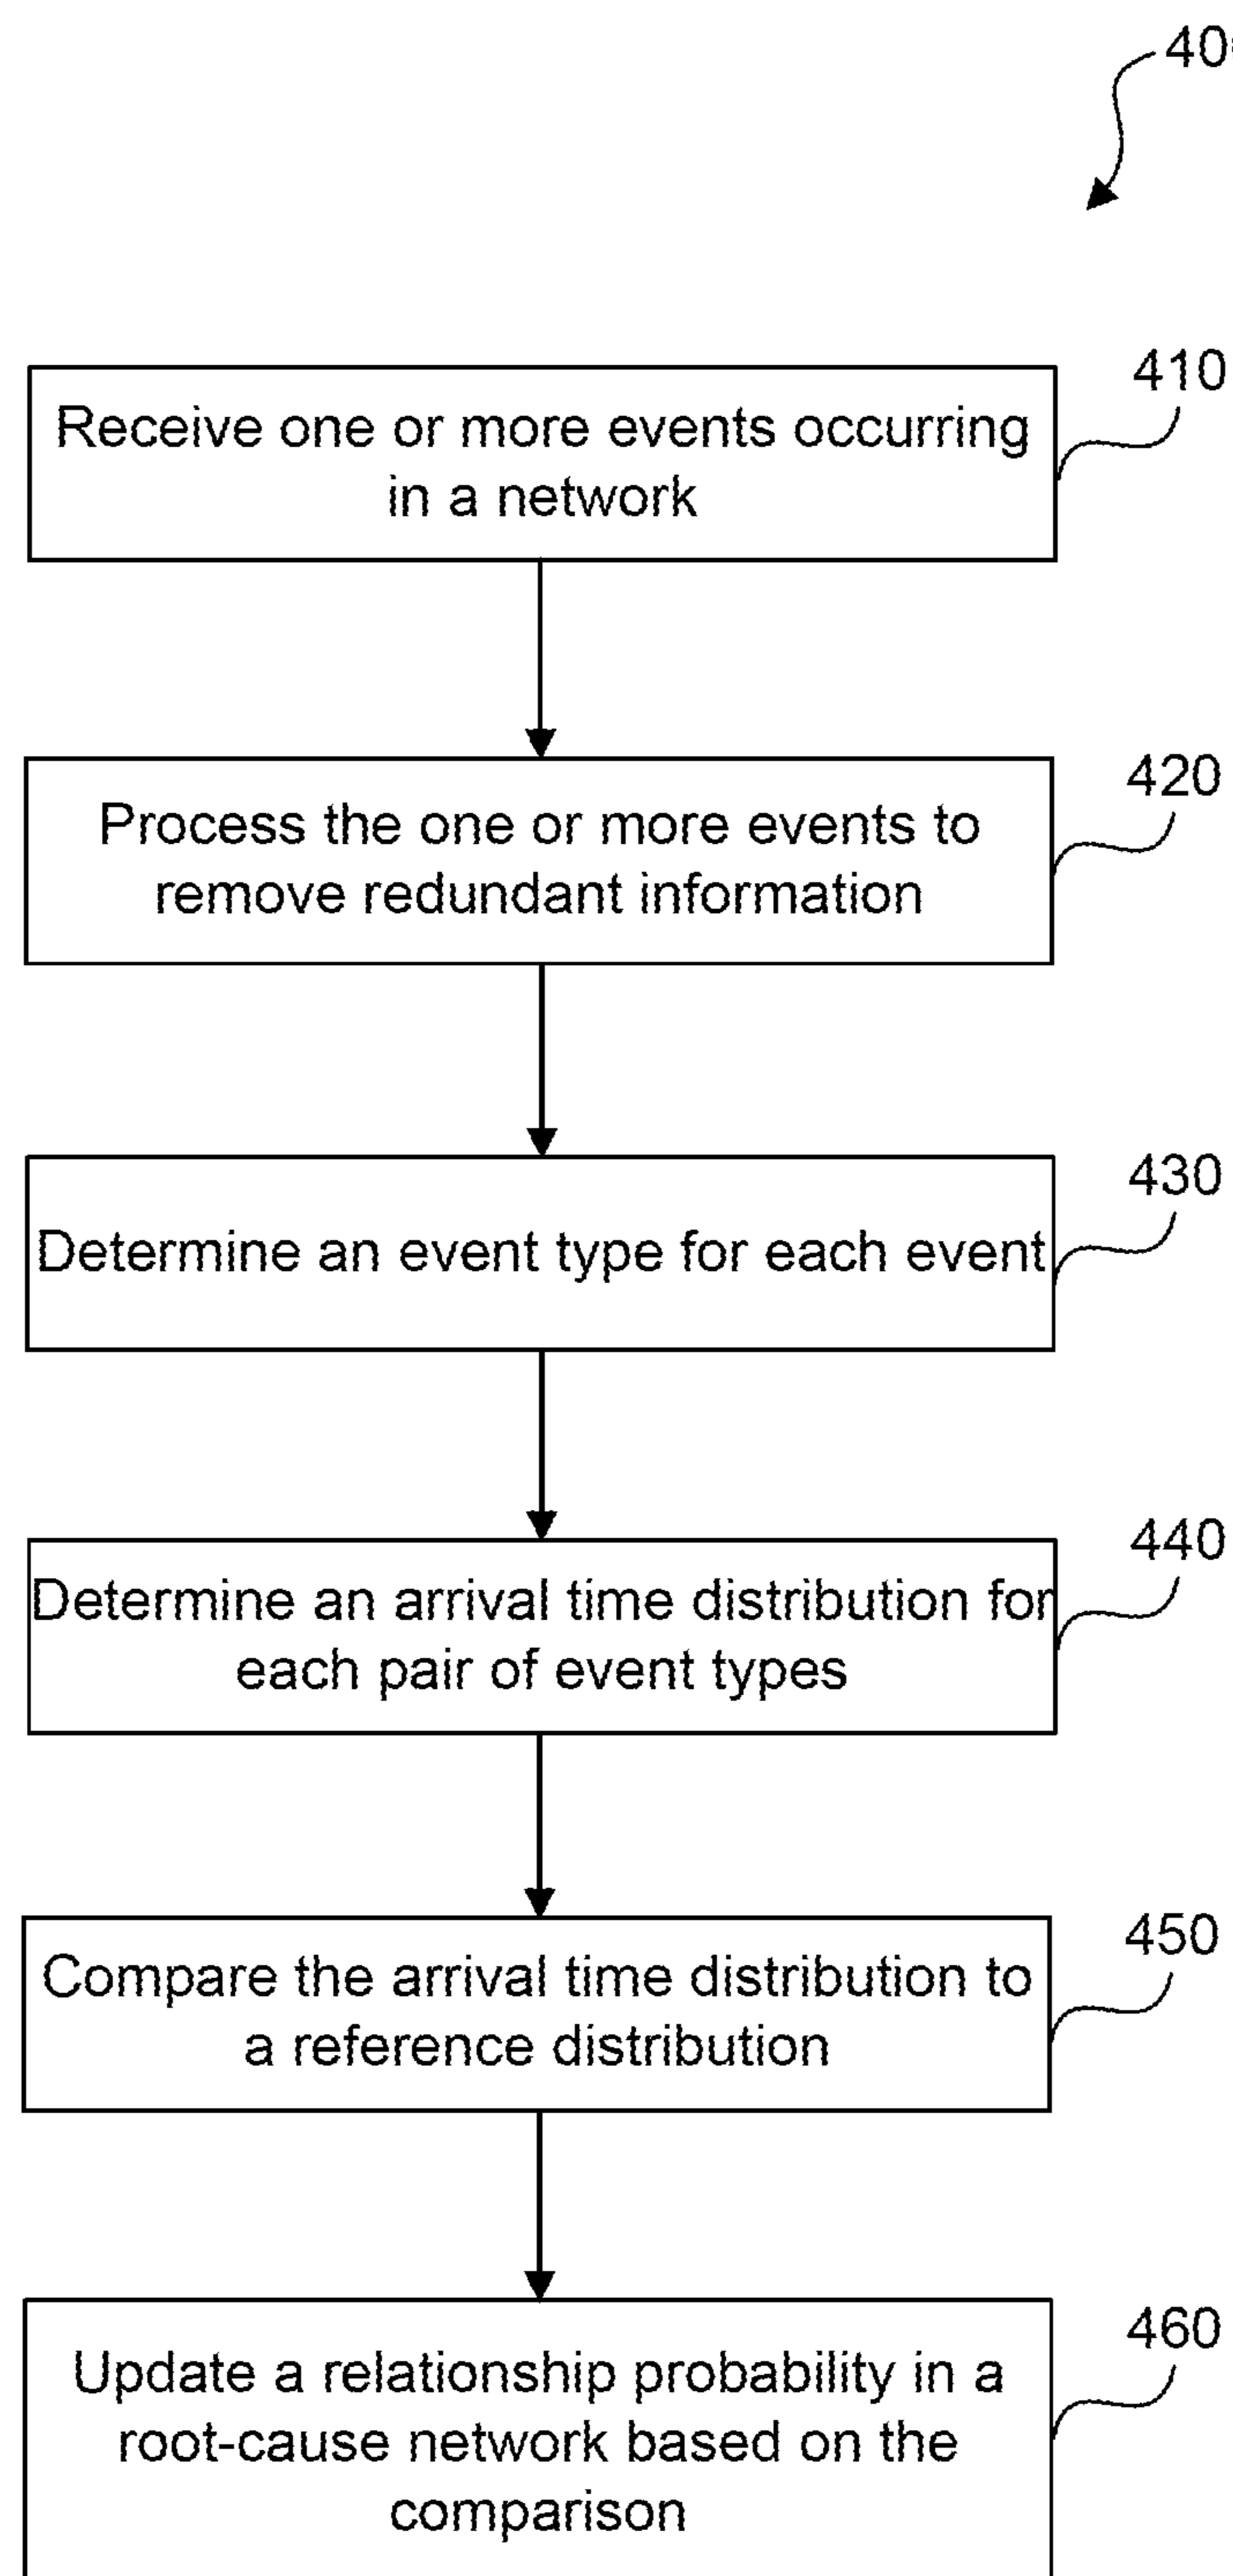 410
Receive one or more events occurring
in a network
420
Process the one or more events to
remove redundant information
430
Determine an event type for each event
440
Determine an arrival time distribution for
each pair of event types
450
Compare the arrival time distribution to
a reference distribution
460
Update a relationship probability in a
root-cause network based on the
comparison